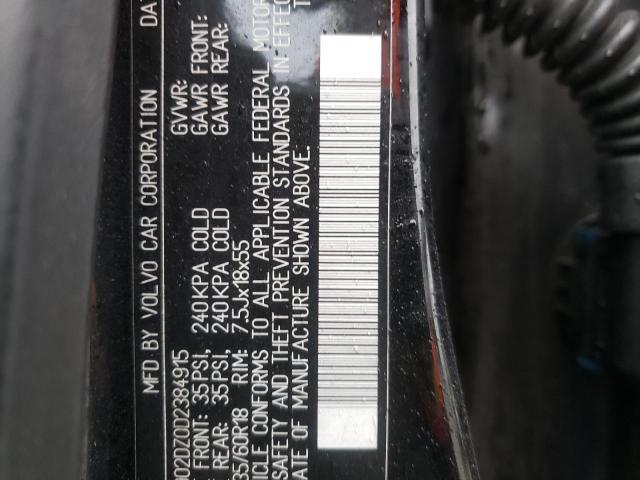 MFD BY VOLVO CAR CORPORATION DA
GVWR:
D02DZ0D2384915 GAWR FRONT:
FRONT: 35PSI, 240KPA COLD GAWR REAR:
REAR: 35PSI, 240KPA COLD
35/60R18 RIM: 7.5Jx18x55
ICLE CONFORMS TO ALL APPLICABLE FEDERAL MOTOR
SAFETY AND THEFT PREVENTION STANDARDS IN EFFEC
ATE OF MANUFACTURE SHOWN ABOVE.